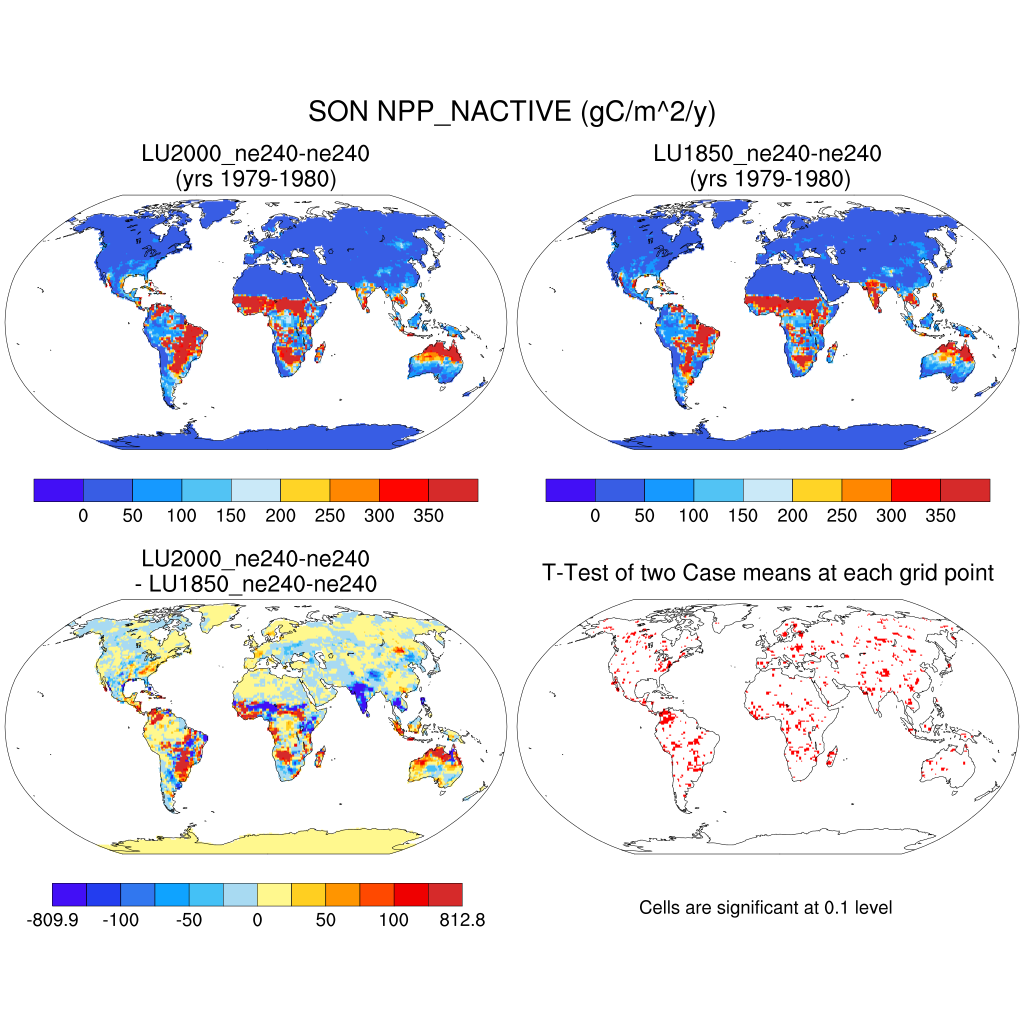 SON NPP_NACTIVE (gC/m^2/y)
LU2000_ne240-ne240
(yrs 1979-1980)
LU1850_ne240-ne240
(yrs 1979-1980)
0 50 100 150 200 250 300 350
0 50 100 150 200 250 300 350
LU2000_ne240-ne240
- LU1850_ne240-ne240
T-Test of two Case means at each grid point
-809.9 -100 -50 0 50 100 812.8
Cells are significant at 0.1 level